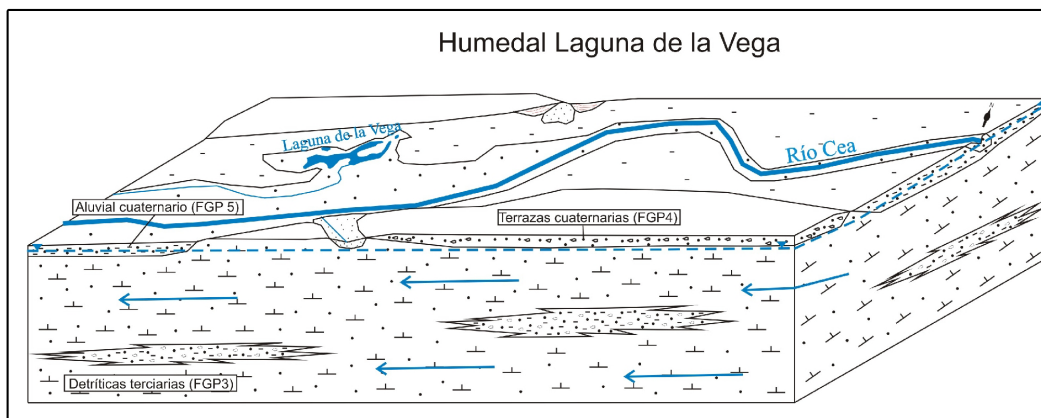 Humedal Laguna de la Vega
Laguna de la Vega
Río Cea
Aluvial cuaternario (FGP 5)
Terrazas cuaternarias (FGP4)
Detríticas terciarias (FGP3)